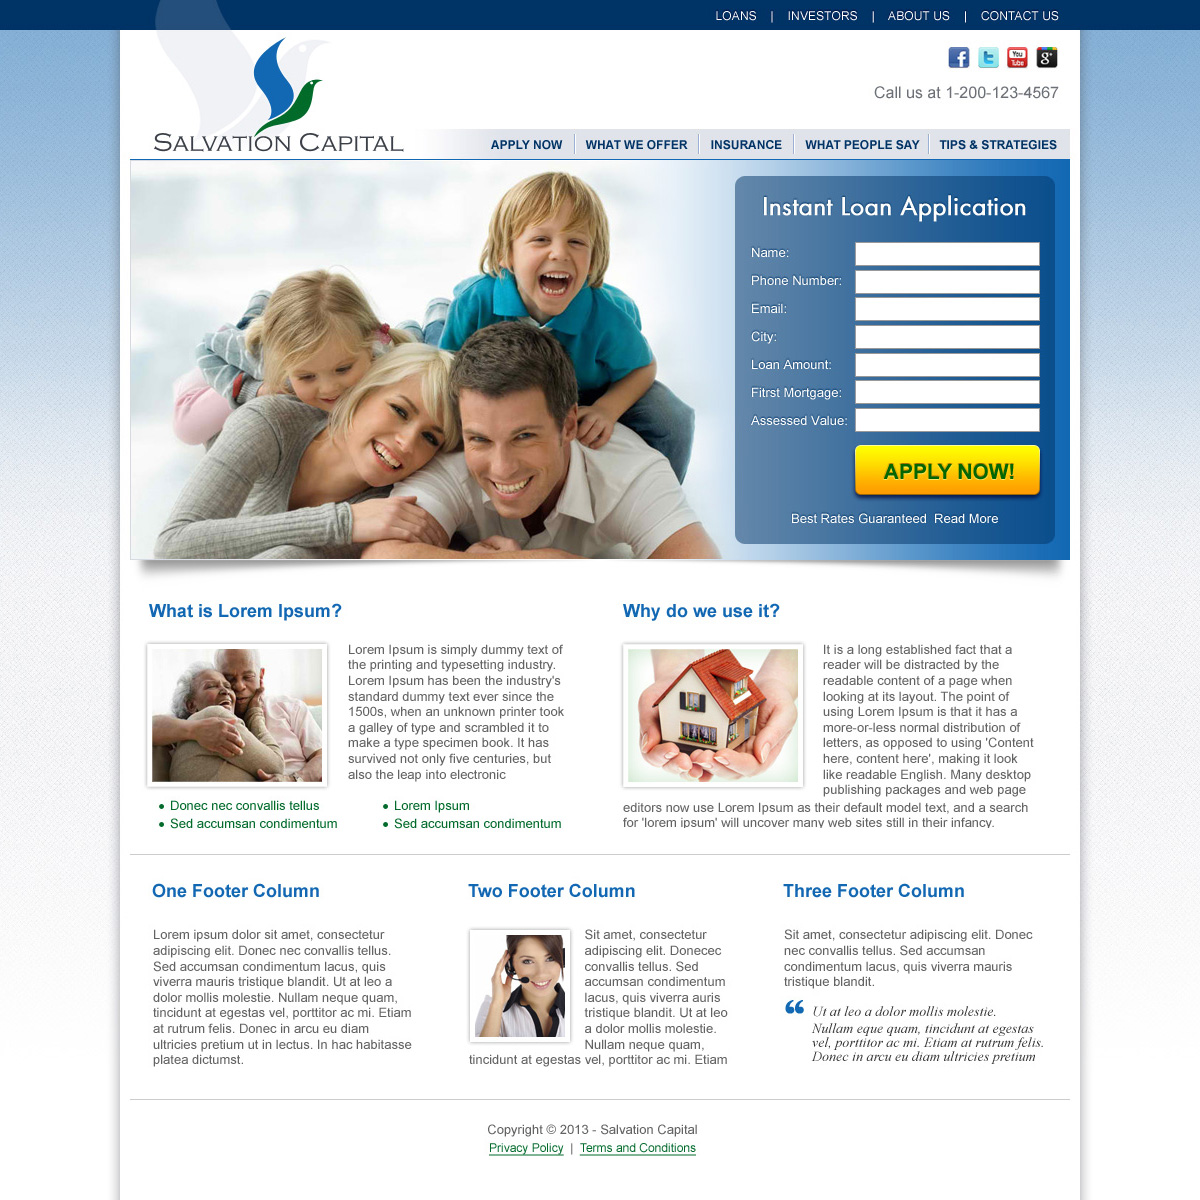 LOANS | INVESTORS | ABOUT US | CONTACT US
f t You Tube g+
Call us at 1-200-123-4567
SALVATION CAPITAL
APPLY NOW WHAT WE OFFER INSURANCE WHAT PEOPLE SAY TIPS & STRATEGIES
Instant Loan Application
Name:
Phone Number:
Email:
City:
Loan Amount:
Fitrst Mortgage:
Assessed Value:
APPLY NOW!
Best Rates Guaranteed Read More
What is Lorem Ipsum?
Lorem Ipsum is simply dummy text of
the printing and typesetting industry.
Lorem Ipsum has been the industry's
standard dummy text ever since the
1500s, when an unknown printer took
a galley of type and scrambled it to
make a type specimen book. It has
survived not only five centuries, but
also the leap into electronic
• Donec nec convallis tellus
• Sed accumsan condimentum
• Lorem Ipsum
• Sed accumsan condimentum
Why do we use it?
It is a long established fact that a
reader will be distracted by the
readable content of a page when
looking at its layout. The point of
using Lorem Ipsum is that it has a
more-or-less normal distribution of
letters, as opposed to using 'Content
here, content here', making it look
like readable English. Many desktop
publishing packages and web page
editors now use Lorem Ipsum as their default model text, and a search
for 'lorem ipsum' will uncover many web sites still in their infancy.
One Footer Column
Lorem ipsum dolor sit amet, consectetur
adipiscing elit. Donec nec convallis tellus.
Sed accumsan condimentum lacus, quis
viverra mauris tristique blandit. Ut at leo a
dolor mollis molestie. Nullam neque quam,
tincidunt at egestas vel, porttitor ac mi. Etiam
at rutrum felis. Donec in arcu eu diam
ultricies pretium ut in lectus. In hac habitasse
platea dictumst.
Two Footer Column
Sit amet, consectetur
adipiscing elit. Donecec
convallis tellus. Sed
accumsan condimentum
lacus, quis viverra auris
tristique blandit. Ut at leo
a dolor mollis molestie.
Nullam neque quam,
tincidunt at egestas vel, porttitor ac mi. Etiam
Three Footer Column
Sit amet, consectetur adipiscing elit. Donec
nec convallis tellus. Sed accumsan
condimentum lacus, quis viverra mauris
tristique blandit.
“ Ut at leo a dolor mollis molestie.
Nullam eque quam, tincidunt at egestas
vel, porttitor ac mi. Etiam at rutrum felis.
Donec in arcu eu diam ultricies pretium
Copyright © 2013 - Salvation Capital
Privacy Policy | Terms and Conditions